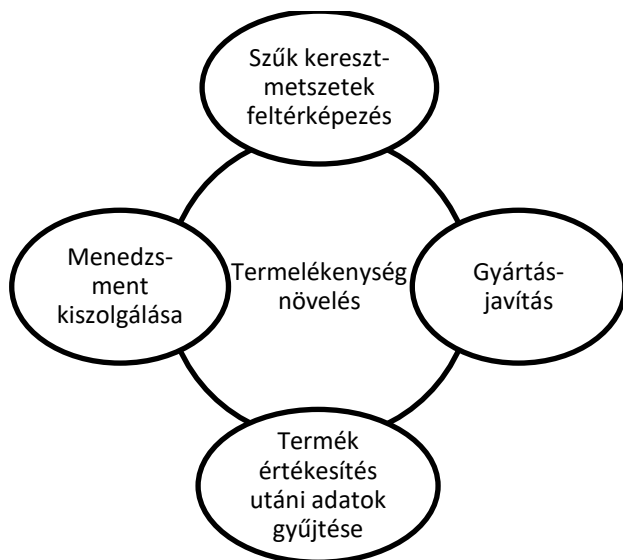 Szűk kereszt-
metszetek
feltérképezés
Menedzs-
ment
kiszolgálása
Termelékenység
növelés
Gyártás-
javítás
Termék
értékesítés
utáni adatok
gyűjtése